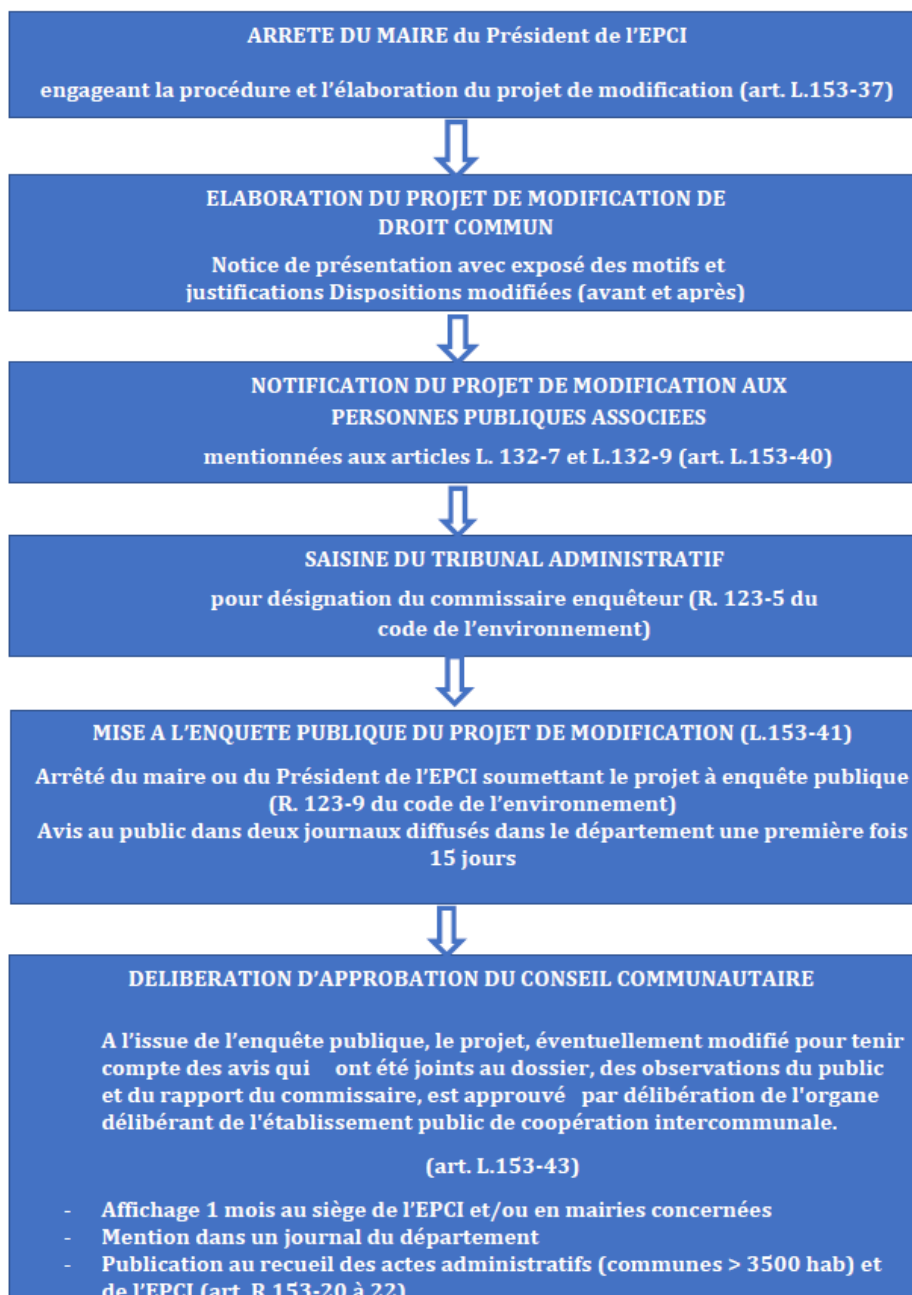 ARRETE DU MAIRE du Président de l’EPCI
engageant la procédure et l’élaboration du projet de modification (art. L.153-37)
ELABORATION DU PROJET DE MODIFICATION DE
DROIT COMMUN
Notice de présentation avec exposé des motifs et
justifications Dispositions modifiées (avant et après)
NOTIFICATION DU PROJET DE MODIFICATION AUX
PERSONNES PUBLIQUES ASSOCIEES
mentionnées aux articles L. 132-7 et L.132-9 (art. L.153-40)
SAISINE DU TRIBUNAL ADMINISTRATIF
pour désignation du commissaire enquêteur (R. 123-5 du
code de l’environnement)
MISE A L’ENQUETE PUBLIQUE DU PROJET DE MODIFICATION (L.153-41)
Arrêté du maire ou du Président de l’EPCI soumettant le projet à enquête publique
(R. 123-9 du code de l’environnement)
Avis au public dans deux journaux diffusés dans le département une première fois
15 jours
DELIBERATION D’APPROBATION DU CONSEIL COMMUNAUTAIRE
A l’issue de l’enquête publique, le projet, éventuellement modifié pour tenir
compte des avis qui ont été joints au dossier, des observations du public
et du rapport du commissaire, est approuvé par délibération de l'organe
délibérant de l'établissement public de coopération intercommunale.
(art. L.153-43)
- Affichage 1 mois au siège de l’EPCI et/ou en mairies concernées
- Mention dans un journal du département
- Publication au recueil des actes administratifs (communes > 3500 hab) et
de l’EPCI (art. R.153-20 à 22)